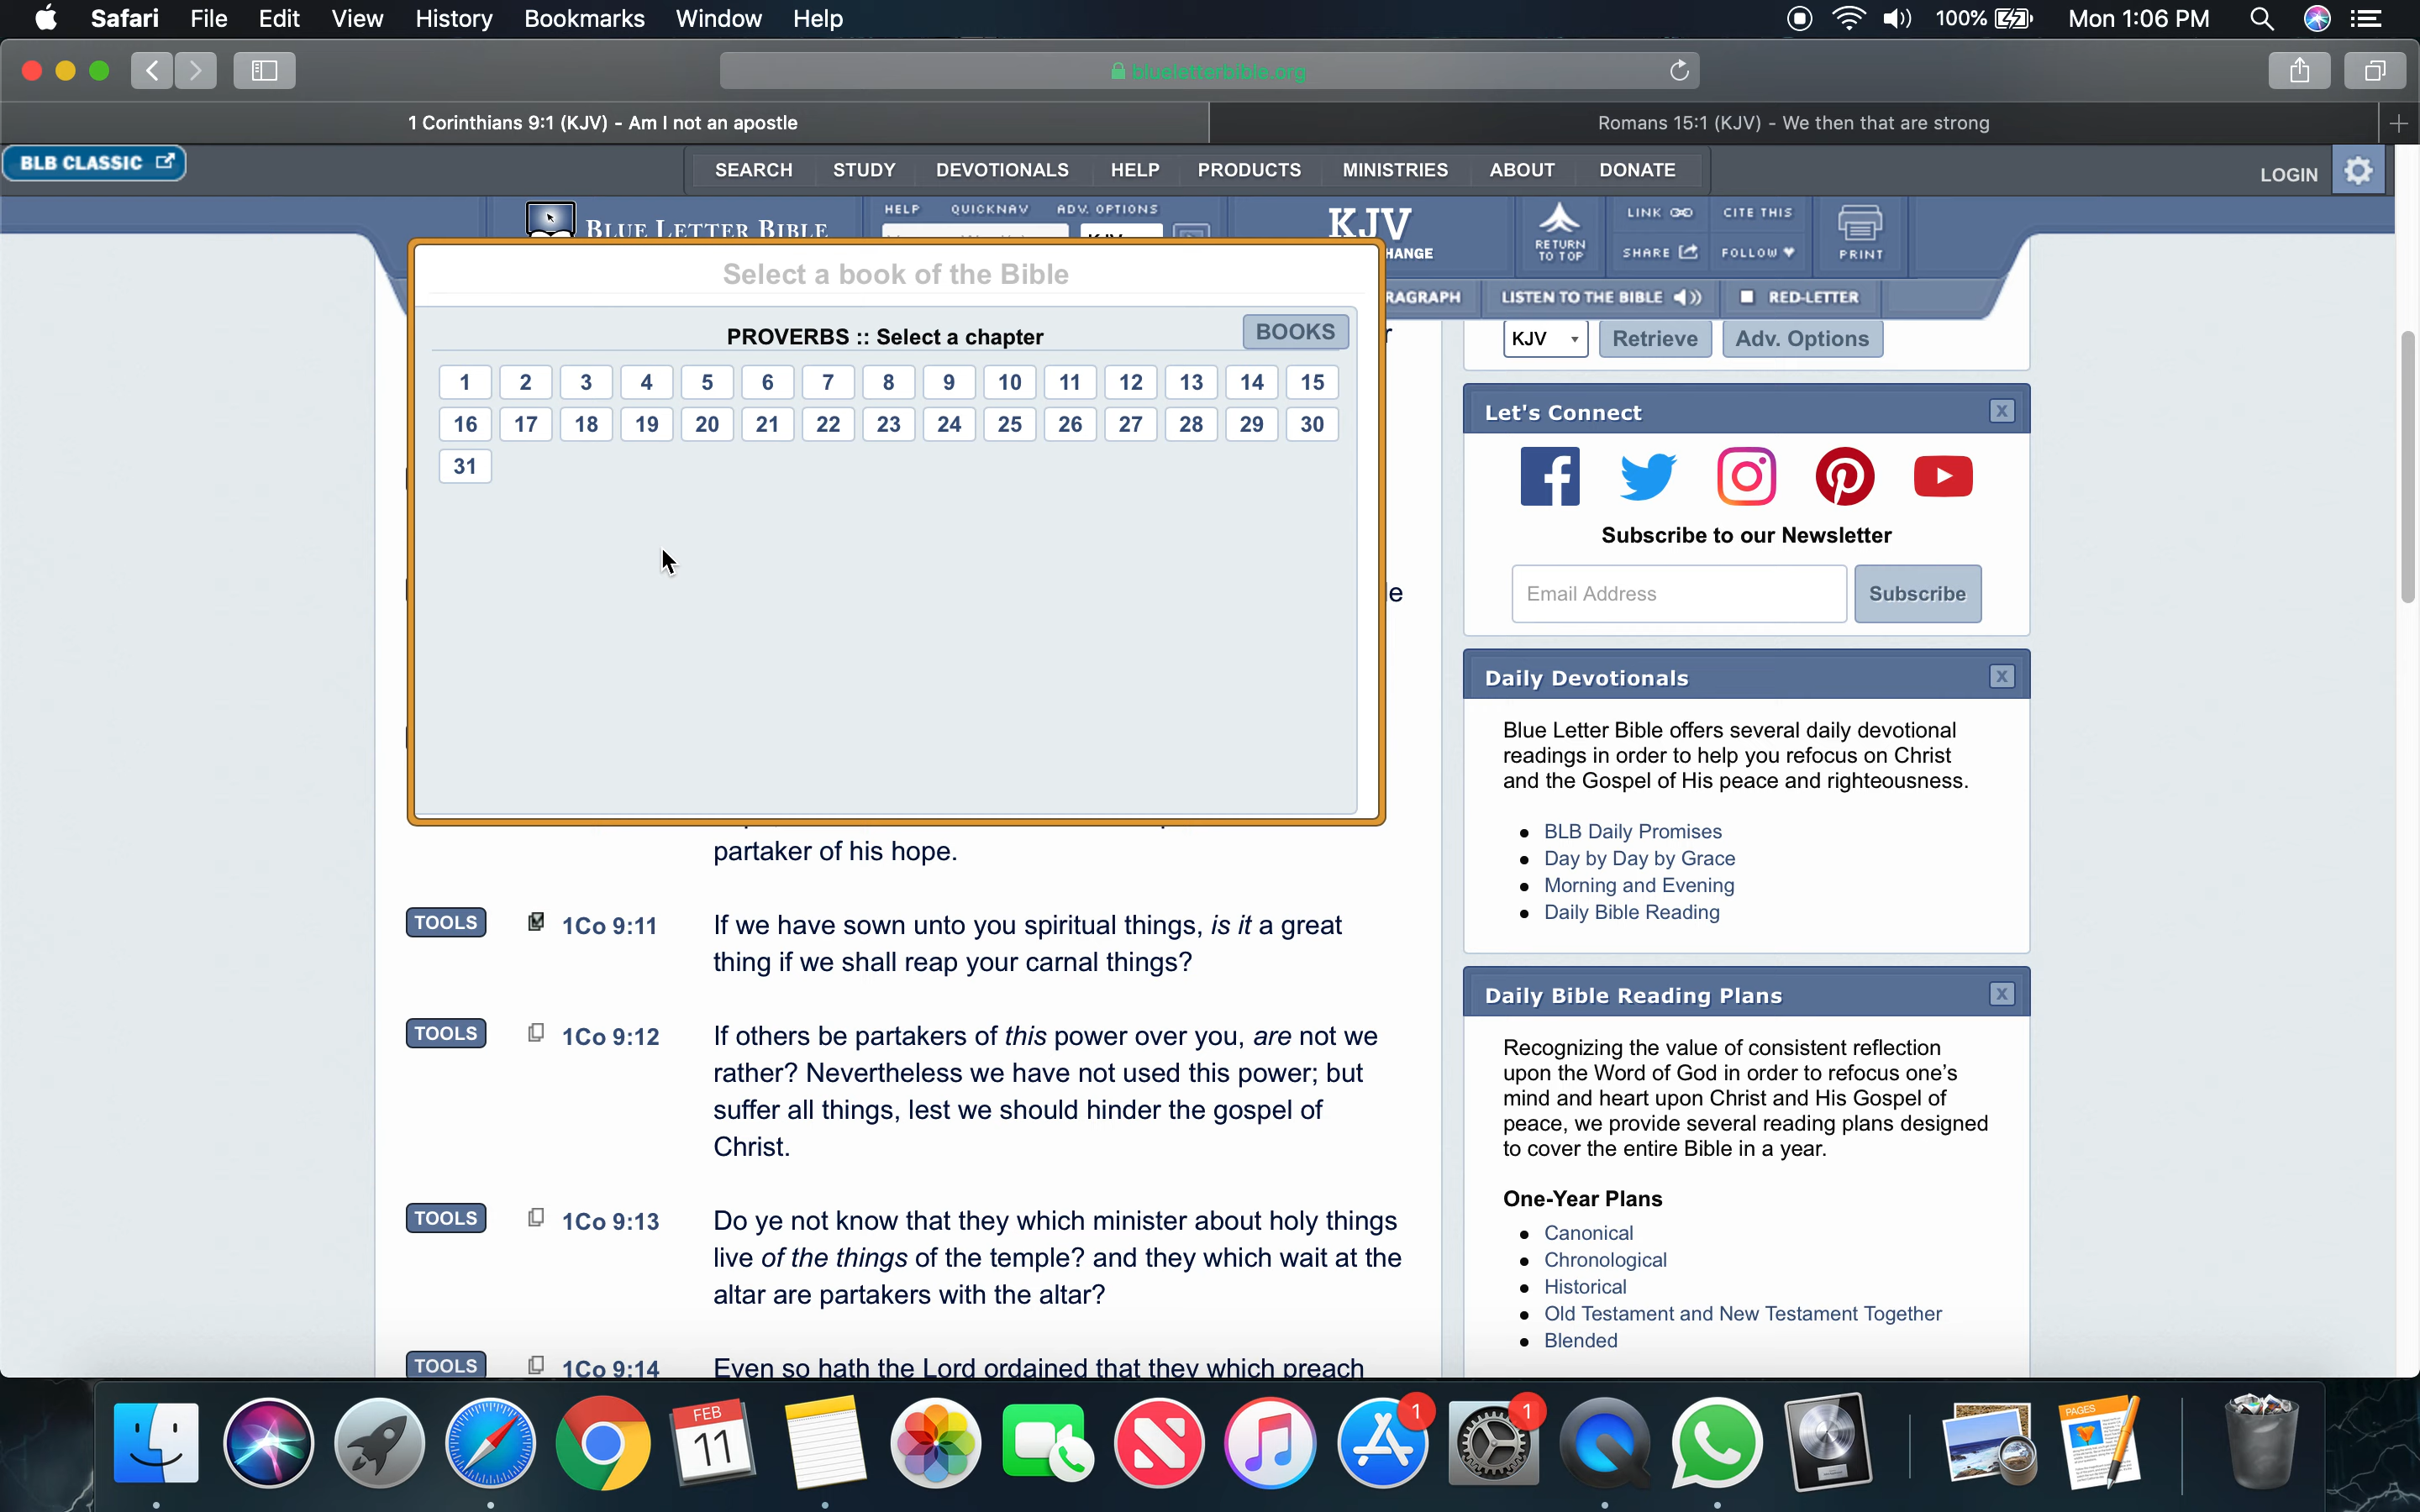 Safari File Edit View History Bookmarks Window Help 100% Mon 1:06 PM
blueletterbible.org
1 Corinthians 9:1 (KJV) - Am I not an apostle Romans 15:1 (KJV) - We then that are strong
BLB CLASSIC SEARCH STUDY DEVOTIONALS HELP PRODUCTS MINISTRIES ABOUT DONATE LOGIN
BLUE LETTER BIBLE HELP QUICKNAV ADV. OPTIONS KJV RETURN TO TOP LINK CITE THIS
SHARE FOLLOW PRINT
LISTEN TO THE BIBLE RED-LETTER
Select a book of the Bible
PROVERBS :: Select a chapter BOOKS
1 2 3 4 5 6 7 8 9 10 11 12 13 14 15
16 17 18 19 20 21 22 23 24 25 26 27 28 29 30
31
partaker of his hope.
TOOLS 1Co 9:11 If we have sown unto you spiritual things, is it a great
thing if we shall reap your carnal things?
TOOLS 1Co 9:12 If others be partakers of this power over you, are not we
rather? Nevertheless we have not used this power; but
suffer all things, lest we should hinder the gospel of
Christ.
TOOLS 1Co 9:13 Do ye not know that they which minister about holy things
live of the things of the temple? and they which wait at the
altar are partakers with the altar?
TOOLS 1Co 9:14 Even so hath the Lord ordained that they which preach
KJV Retrieve Adv. Options
Let's Connect X
Subscribe to our Newsletter
Email Address Subscribe
Daily Devotionals X
Blue Letter Bible offers several daily devotional
readings in order to help you refocus on Christ
and the Gospel of His peace and righteousness.
BLB Daily Promises
Day by Day by Grace
Morning and Evening
Daily Bible Reading
Daily Bible Reading Plans X
Recognizing the value of consistent reflection
upon the Word of God in order to refocus one's
mind and heart upon Christ and His Gospel of
peace, we provide several reading plans designed
to cover the entire Bible in a year.
One-Year Plans
Canonical
Chronological
Historical
Old Testament and New Testament Together
Blended
FEB
11
1
1
PAGES